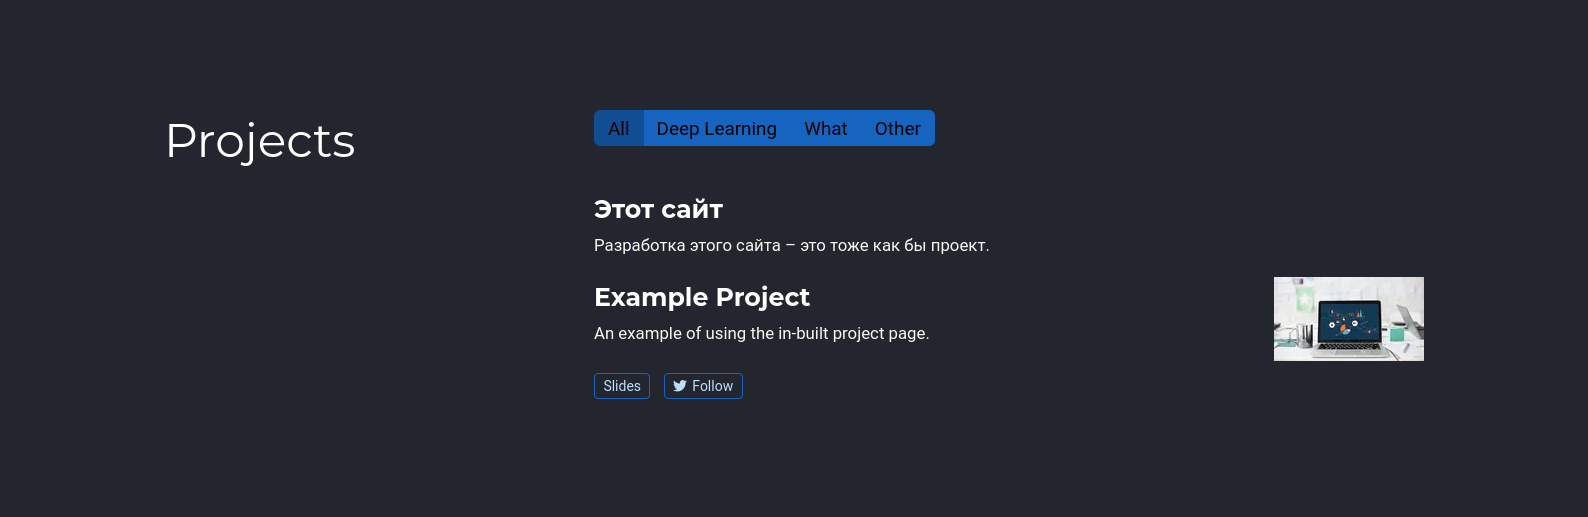 Projects
All Deep Learning What Other
Этот сайт
Разработка этого сайта – это тоже как бы проект.
Example Project
An example of using the in-built project page.
Slides Follow